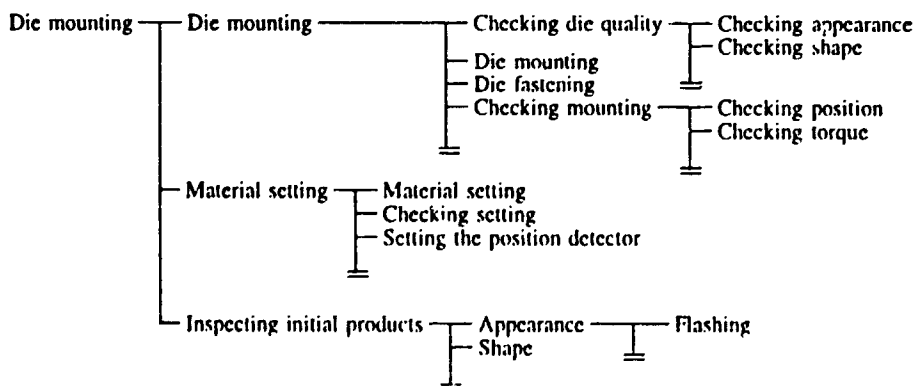 Die mounting Die mounting Checking die quality Checking appearance
Checking shape
Die mounting
Die fastening
Checking mounting Checking position
Checking torque
Material setting Material setting
Checking setting
Setting the position detector
Inspecting initial products Appearance Flashing
Shape